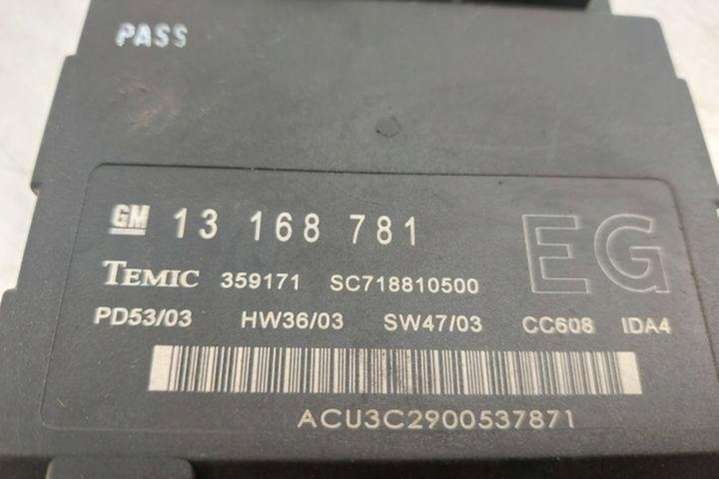 PASS
GM 13 168 781
EG
TEMIC 359171 SC718810500
PD53/03 HW36/03 SW47/03 CC608 IDA4
ACU3C2900537871